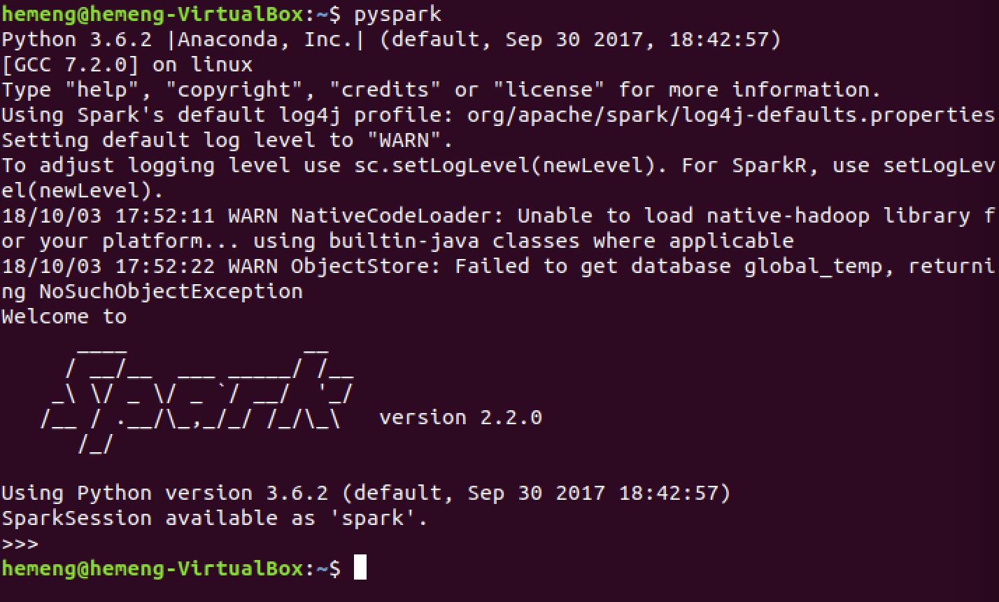 hemeng@hemeng-VirtualBox:~$ pyspark
Python 3.6.2 |Anaconda, Inc.| (default, Sep 30 2017, 18:42:57)
[GCC 7.2.0] on linux
Type "help", "copyright", "credits" or "license" for more information.
Using Spark's default log4j profile: org/apache/spark/log4j-defaults.properties
Setting default log level to "WARN".
To adjust logging level use sc.setLogLevel(newLevel). For SparkR, use setLogLev
el(newLevel).
18/10/03 17:52:11 WARN NativeCodeLoader: Unable to load native-hadoop library f
or your platform... using builtin-java classes where applicable
18/10/03 17:52:22 WARN ObjectStore: Failed to get database global_temp, returni
ng NoSuchObjectException
Welcome to
      ____              __
     / __/__  ___ _____/ /__
    _\ \/ _ \/ _ `/ __/  '_/
   /__ / .__/\_,_/_/ /_/\_\   version 2.2.0
      /_/

Using Python version 3.6.2 (default, Sep 30 2017 18:42:57)
SparkSession available as 'spark'.
>>>
hemeng@hemeng-VirtualBox:~$